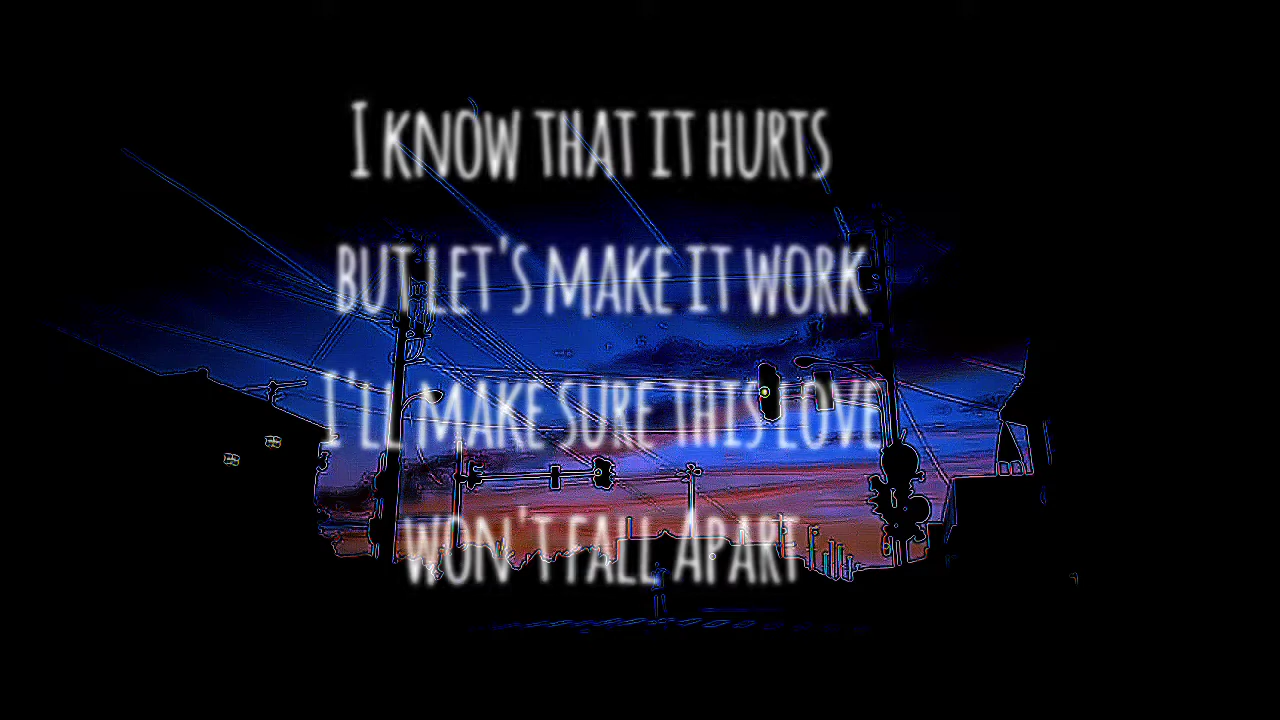 I KNOW THAT IT HURTS
BUT LET'S MAKE IT WORK
I'LL MAKE SURE THIS LOVE
WON'T FALL APART